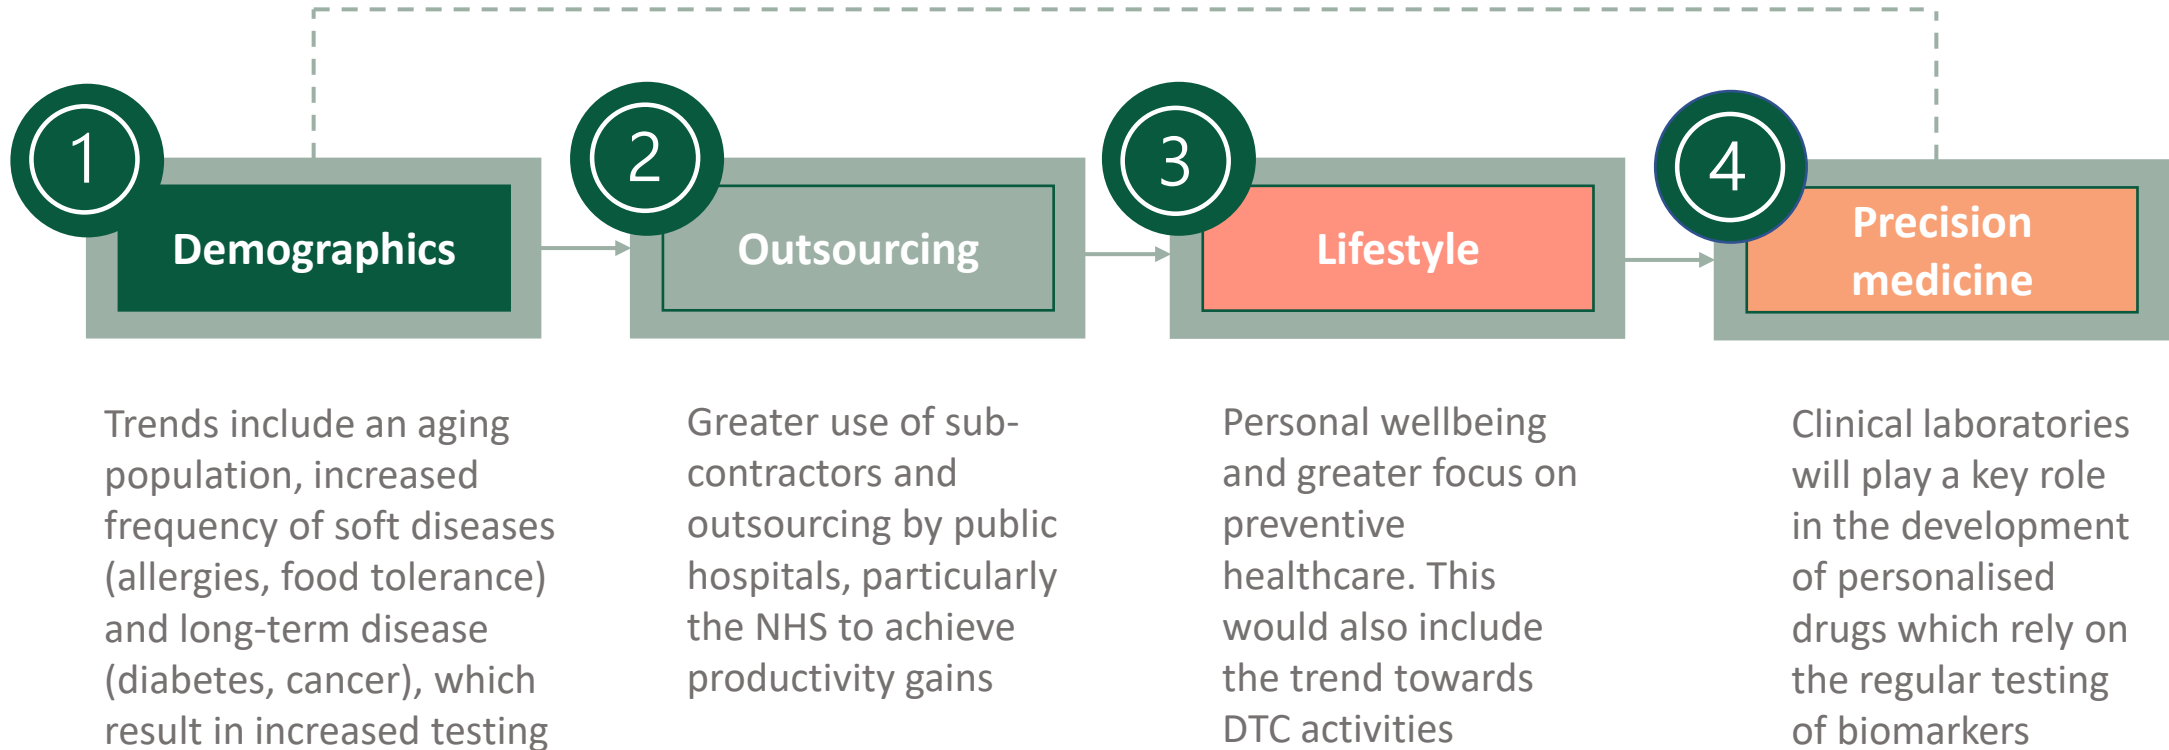 1
Demographics
Trends include an aging
population, increased
frequency of soft diseases
(allergies, food tolerance)
and long-term disease
(diabetes, cancer), which
result in increased testing
2
Outsourcing
Greater use of sub-
contractors and
outsourcing by public
hospitals, particularly
the NHS to achieve
productivity gains
3
Lifestyle
Personal wellbeing
and greater focus on
preventive
healthcare. This
would also include
the trend towards
DTC activities
4
Precision
medicine
Clinical laboratories
will play a key role
in the development
of personalised
drugs which rely on
the regular testing
of biomarkers